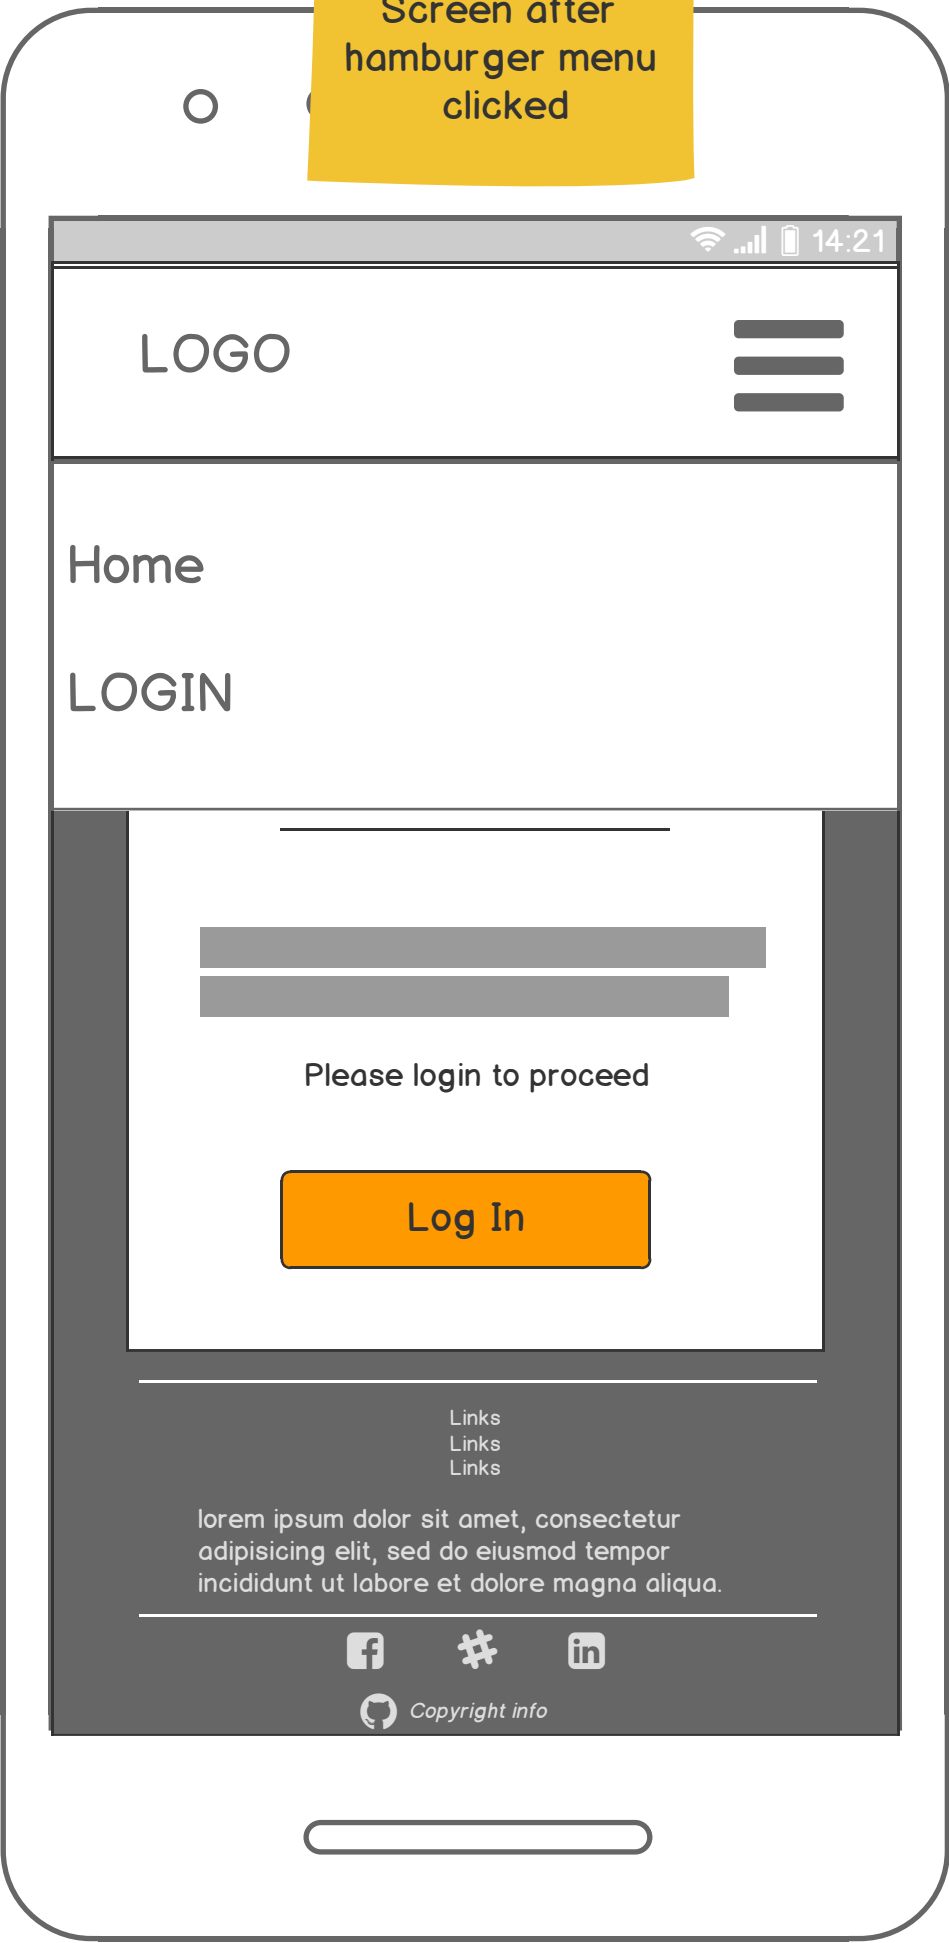 Screen after
hamburger menu
clicked
14:21
LOGO
Home
LOGIN
Please login to proceed
Log In
Links
Links
Links
lorem ipsum dolor sit amet, consectetur
adipisicing elit, sed do eiusmod tempor
incididunt ut labore et dolore magna aliqua.
Copyright info